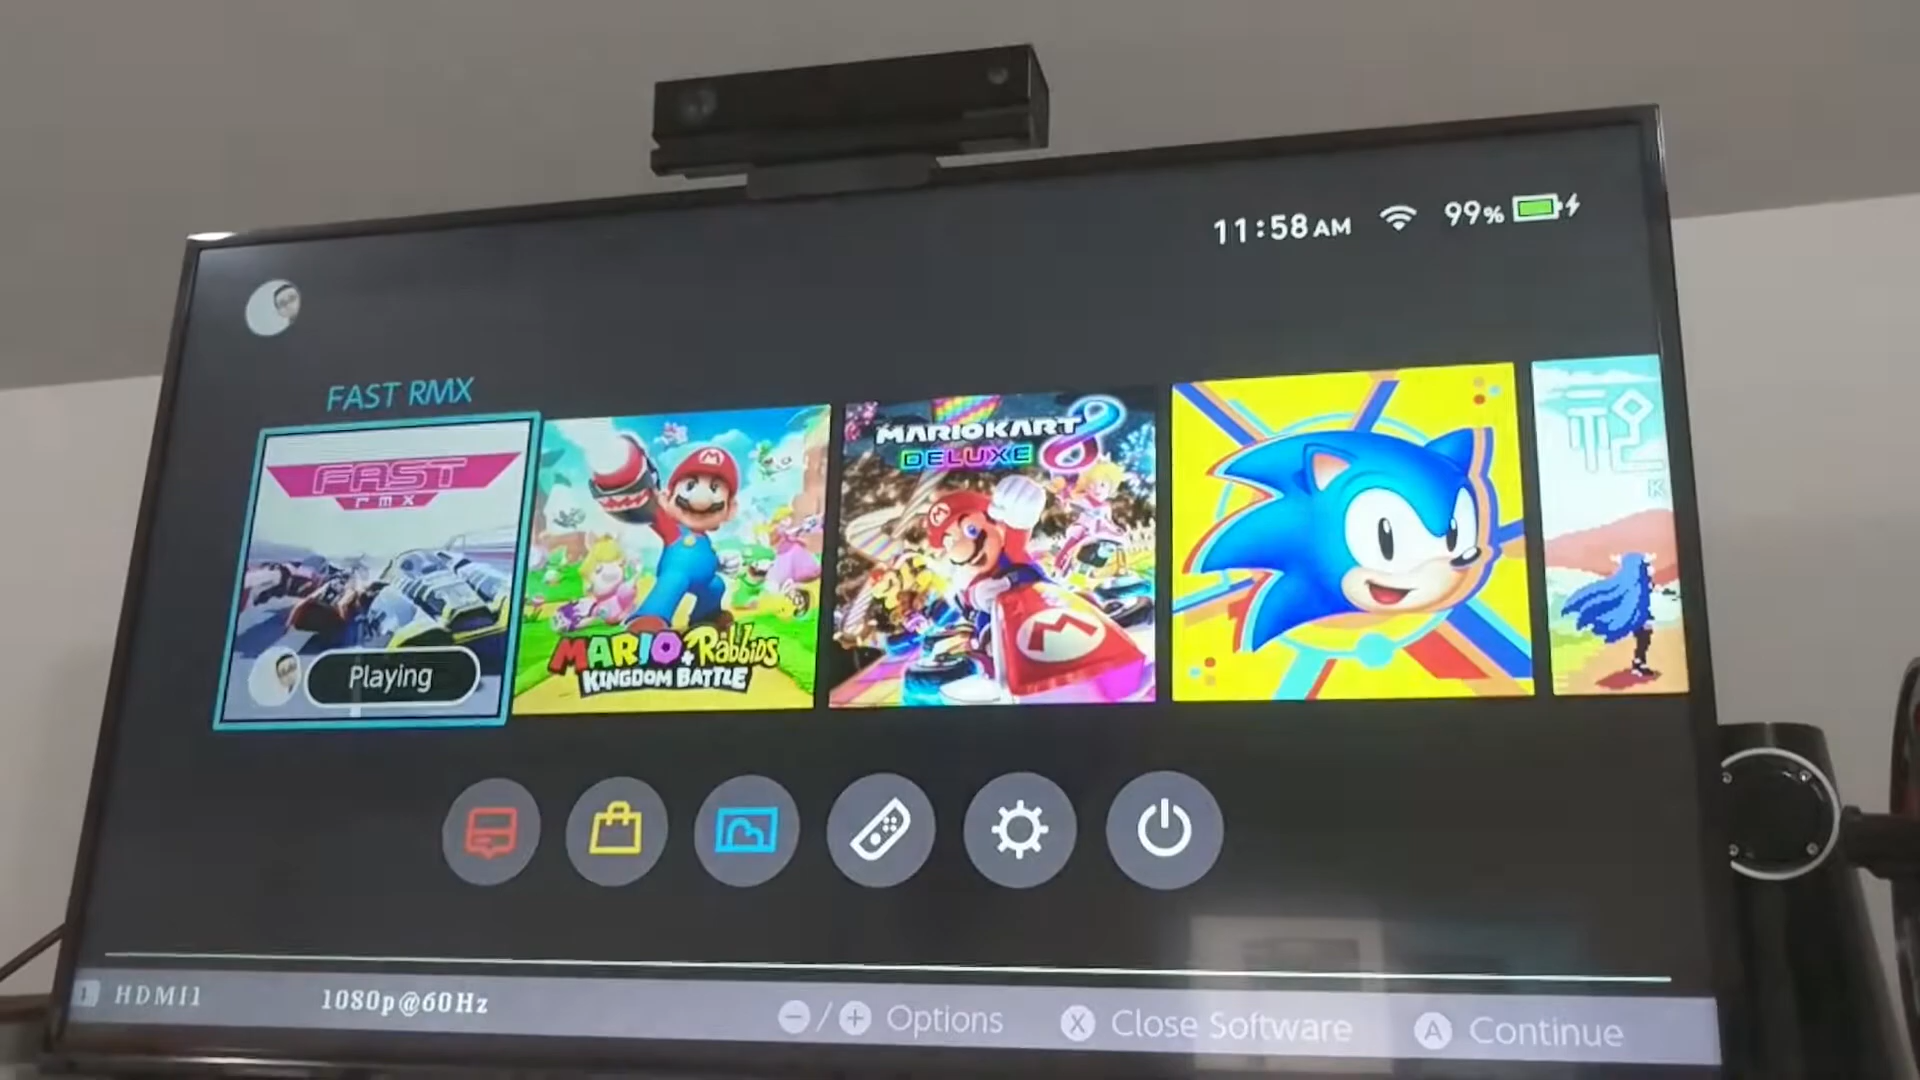 11:58 AM 99%
FAST RMX
FAST
rmx
Playing
MARIO + Rabbids
KINGDOM BATTLE
MARIOKART 8
DELUXE
K
HDMI1 1080p@60Hz
-/+ Options X Close Software A Continue